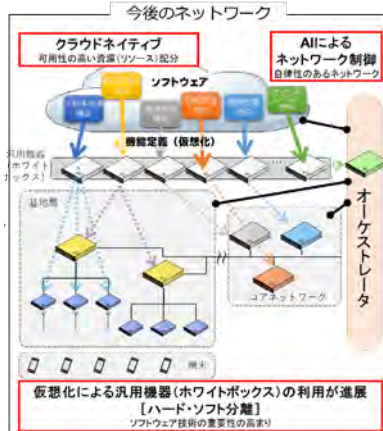 今後のネットワーク
クラウドネイティブ
可用性の高い資源(リソース)配分
AIによる
ネットワーク制御
自律性のあるネットワーク
ソフトウェア
機能定義(仮想化)
汎用機器
(ホワイト
ボックス)
基地局
コアネットワーク
オーケストレータ
端末
仮想化による汎用機器(ホワイトボックス)の利用が進展
[ハード・ソフト分離]
ソフトウェア技術の重要性の高まり